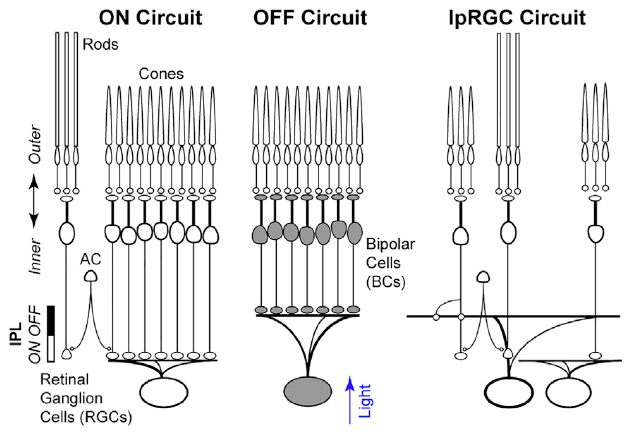 ON Circuit
OFF Circuit
IpRGC Circuit
Rods
Cones
Outer
Inner
AC
Bipolar
Cells
(BCs)
IPL
ON OFF
Retinal
Ganglion
Cells (RGCs)
Light